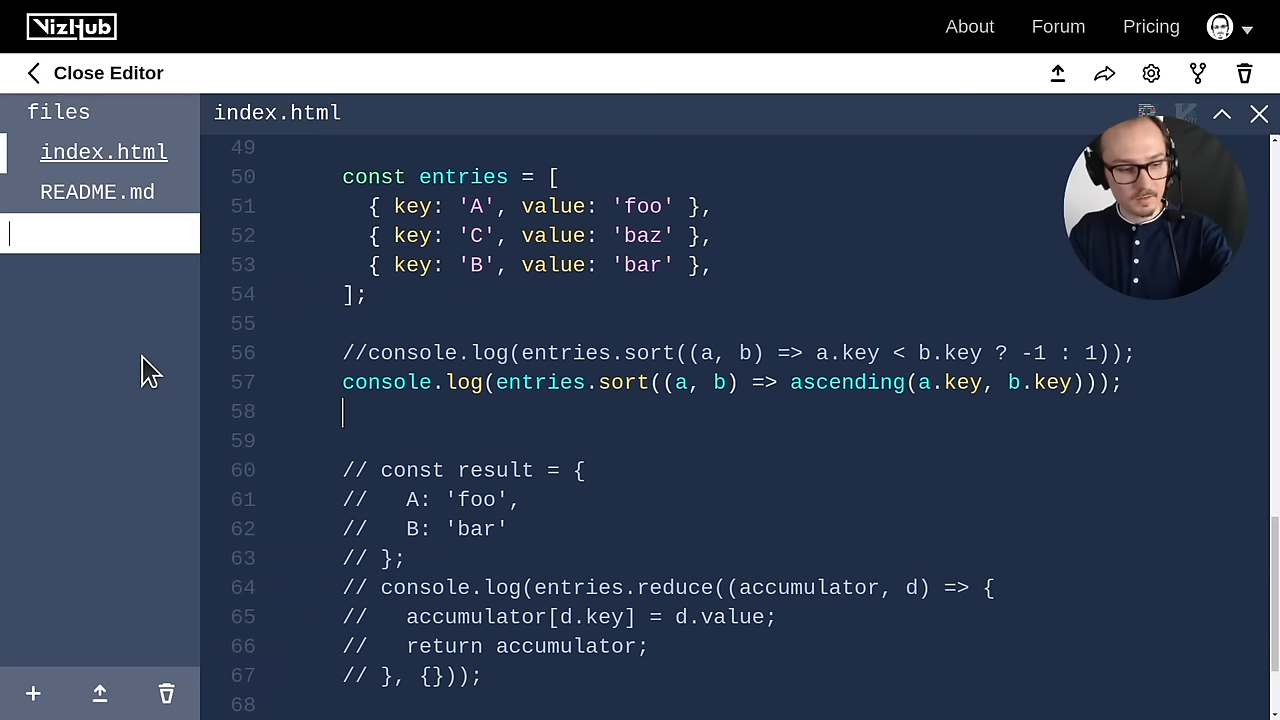 VizHub
About Forum Pricing
Close Editor
files
index.html
README.md
index.html
49
50 const entries = [
51 { key: 'A', value: 'foo' },
52 { key: 'C', value: 'baz' },
53 { key: 'B', value: 'bar' },
54 ];
55
56 //console.log(entries.sort((a, b) => a.key < b.key ? -1 : 1));
57 console.log(entries.sort((a, b) => ascending(a.key, b.key)));
58
59
60 // const result = {
61 // A: 'foo',
62 // B: 'bar'
63 // };
64 // console.log(entries.reduce((accumulator, d) => {
65 // accumulator[d.key] = d.value;
66 // return accumulator;
67 // }, {}));
68